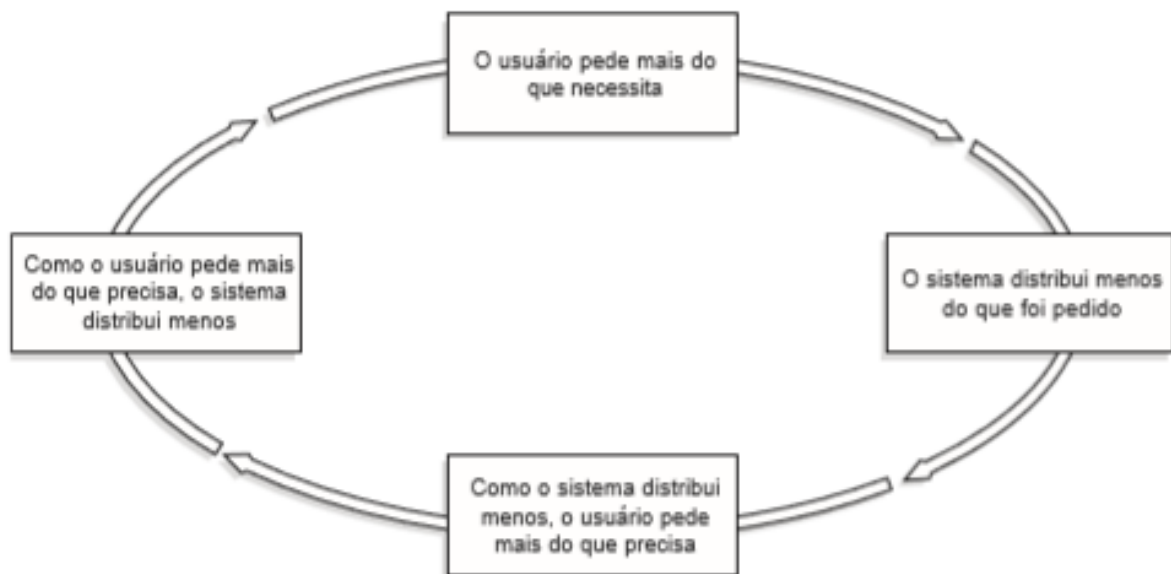 O usuário pede mais do
que necessita
O sistema distribui menos
do que foi pedido
Como o sistema distribui
menos, o usuário pede
mais do que precisa
Como o usuário pede mais
do que precisa, o sistema
distribui menos